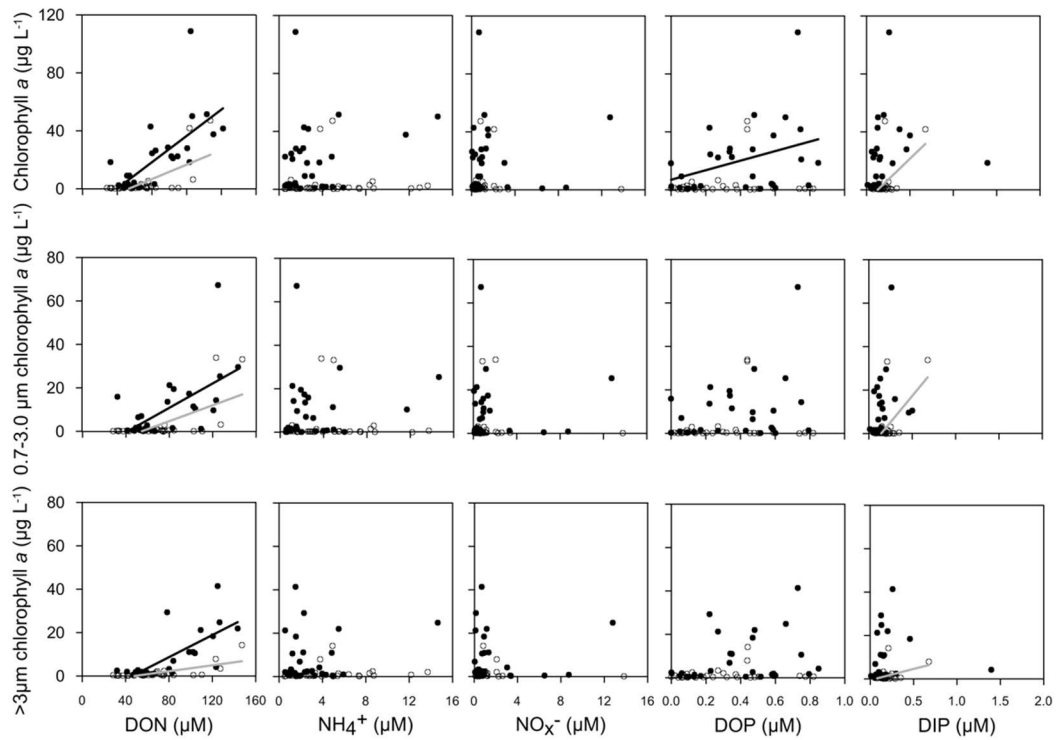 Chlorophyll a (µg L-1)
120
80
40
0
0.7-3.0 µm chlorophyll a (µg L-1)
80
60
40
20
0
>3µm chlorophyll a (µg L-1)
80
60
40
20
0
0 40 80 120 160
DON (µM)
0 4 8 12 16
NH4+ (µM)
0 4 8 12 16
NOx- (µM)
0.0 0.2 0.4 0.6 0.8 1.0
DOP (µM)
0.0 0.5 1.0 1.5 2.0
DIP (µM)